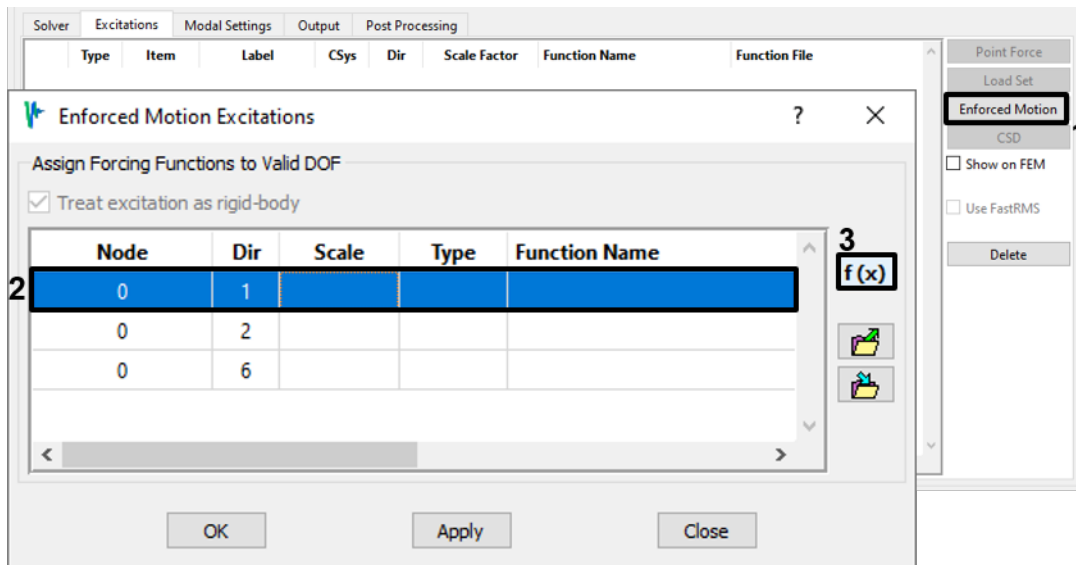 Solver Excitations Modal Settings Output Post Processing
Type Item Label CSys Dir Scale Factor Function Name Function File
Point Force
Load Set
Enforced Motion
1
CSD
Show on FEM
Use FastRMS
Delete
Enforced Motion Excitations ? ×
Assign Forcing Functions to Valid DOF
Treat excitation as rigid-body
Node Dir Scale Type Function Name
3
f (x)
2
0 1
0 2
0 6
OK Apply Close